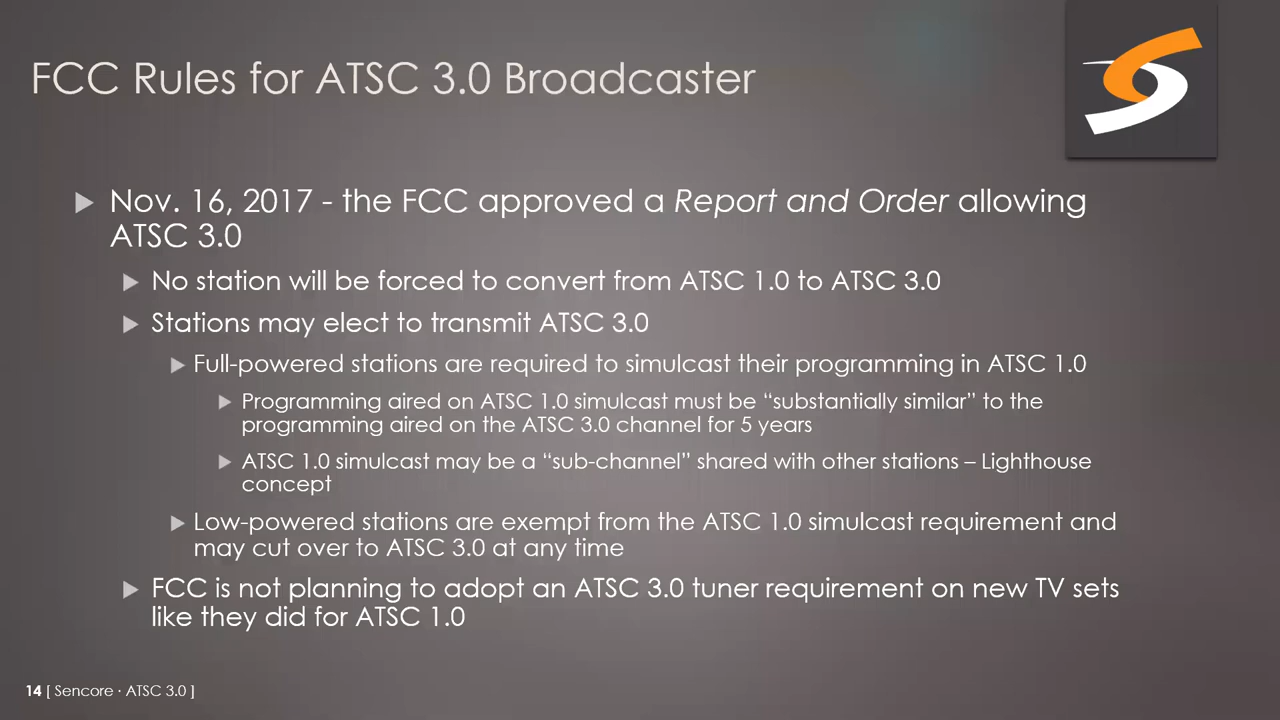 FCC Rules for ATSC 3.0 Broadcaster
Nov. 16, 2017 - the FCC approved a Report and Order allowing
ATSC 3.0
No station will be forced to convert from ATSC 1.0 to ATSC 3.0
Stations may elect to transmit ATSC 3.0
Full-powered stations are required to simulcast their programming in ATSC 1.0
Programming aired on ATSC 1.0 simulcast must be “substantially similar” to the
programming aired on the ATSC 3.0 channel for 5 years
ATSC 1.0 simulcast may be a “sub-channel” shared with other stations – Lighthouse
concept
Low-powered stations are exempt from the ATSC 1.0 simulcast requirement and
may cut over to ATSC 3.0 at any time
FCC is not planning to adopt an ATSC 3.0 tuner requirement on new TV sets
like they did for ATSC 1.0
14 [ Sencore · ATSC 3.0 ]